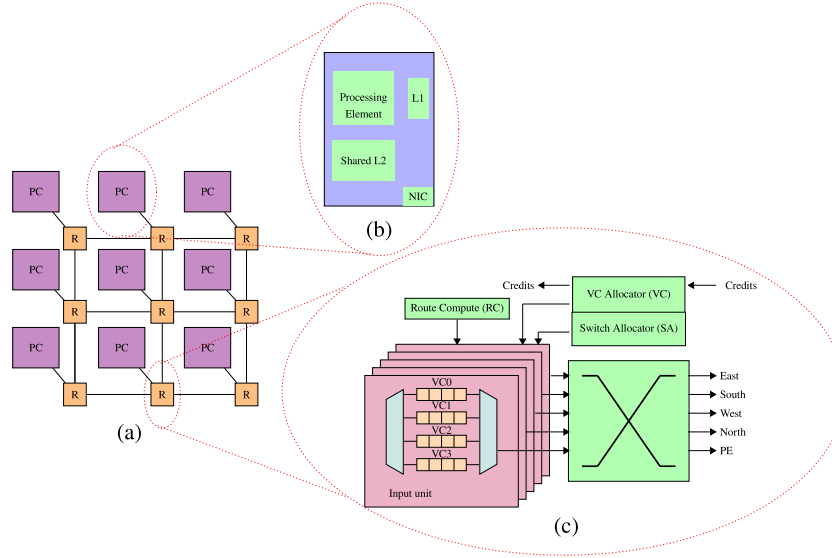 Processing
Element
L1
Shared L2
NIC
(b)
PC PC PC
R R R
PC PC PC
R R R
PC PC PC
R R R
(a)
Credits
VC Allocator (VC)
Credits
Route Compute (RC)
Switch Allocator (SA)
VC0
VC1
VC2
VC3
Input unit
East
South
West
North
PE
(c)